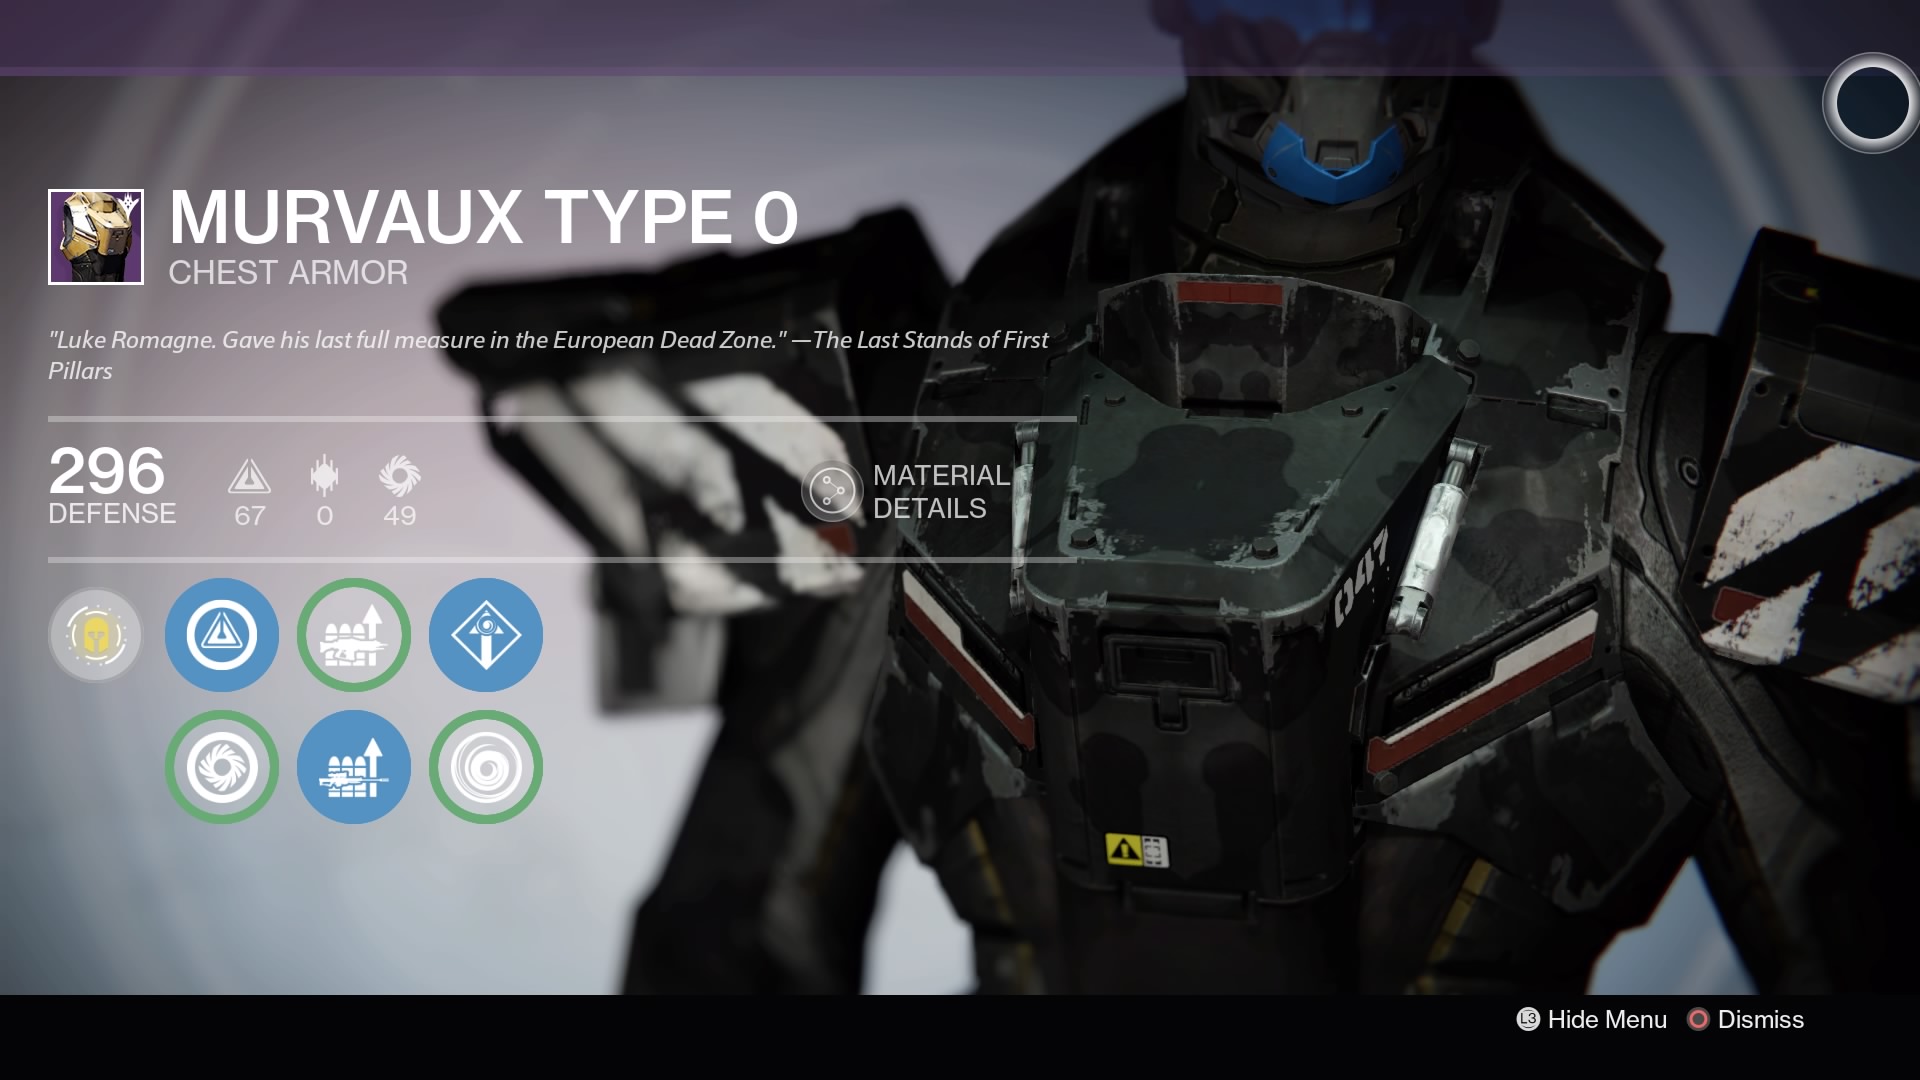 MURVAUX TYPE 0
CHEST ARMOR
"Luke Romagne. Gave his last full measure in the European Dead Zone." —The Last Stands of First
Pillars
296
DEFENSE
67
0
49
MATERIAL
DETAILS
047
L3 Hide Menu
Dismiss